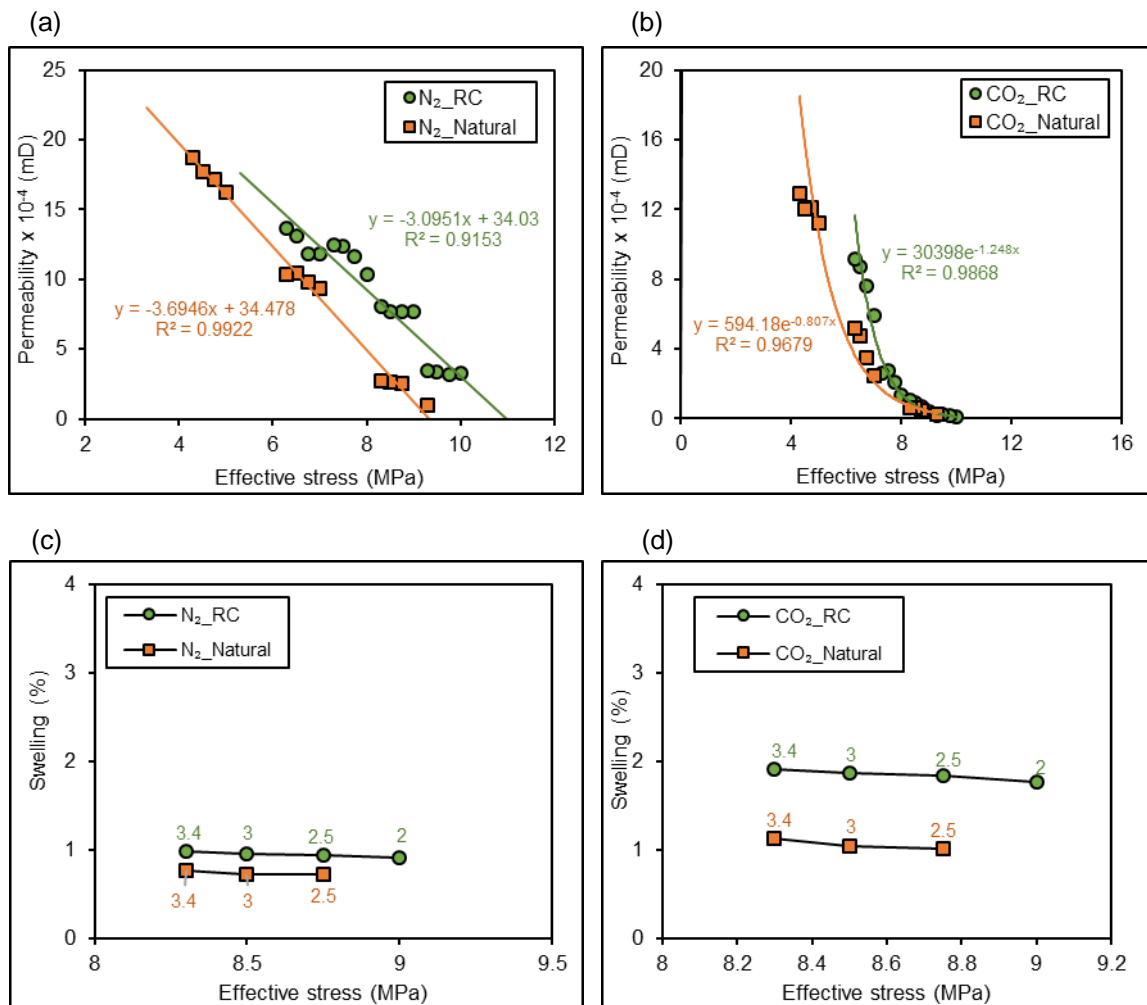 (a)
25
20
15
10
5
0
Permeability x 10⁻⁴ (mD)
N₂_RC
N₂_Natural
y = -3.0951x + 34.03
R² = 0.9153
y = -3.6946x + 34.478
R² = 0.9922
2 4 6 8 10 12
Effective stress (MPa)
(b)
20
16
12
8
4
0
Permeability x 10⁻⁴ (mD)
CO₂_RC
CO₂_Natural
y = 30398e⁻¹·²⁴⁸ˣ
R² = 0.9868
y = 594.18e⁻⁰·⁸⁰⁷ˣ
R² = 0.9679
0 4 8 12 16
Effective stress (MPa)
(c)
4
3
2
1
0
Swelling (%)
N₂_RC
N₂_Natural
3.4 3 2.5 2
3.4 3 2.5
8 8.5 9 9.5
Effective stress (MPa)
(d)
4
3
2
1
0
Swelling (%)
CO₂_RC
CO₂_Natural
3.4 3 2.5 2
3.4 3 2.5
8 8.2 8.4 8.6 8.8 9 9.2
Effective stress (MPa)